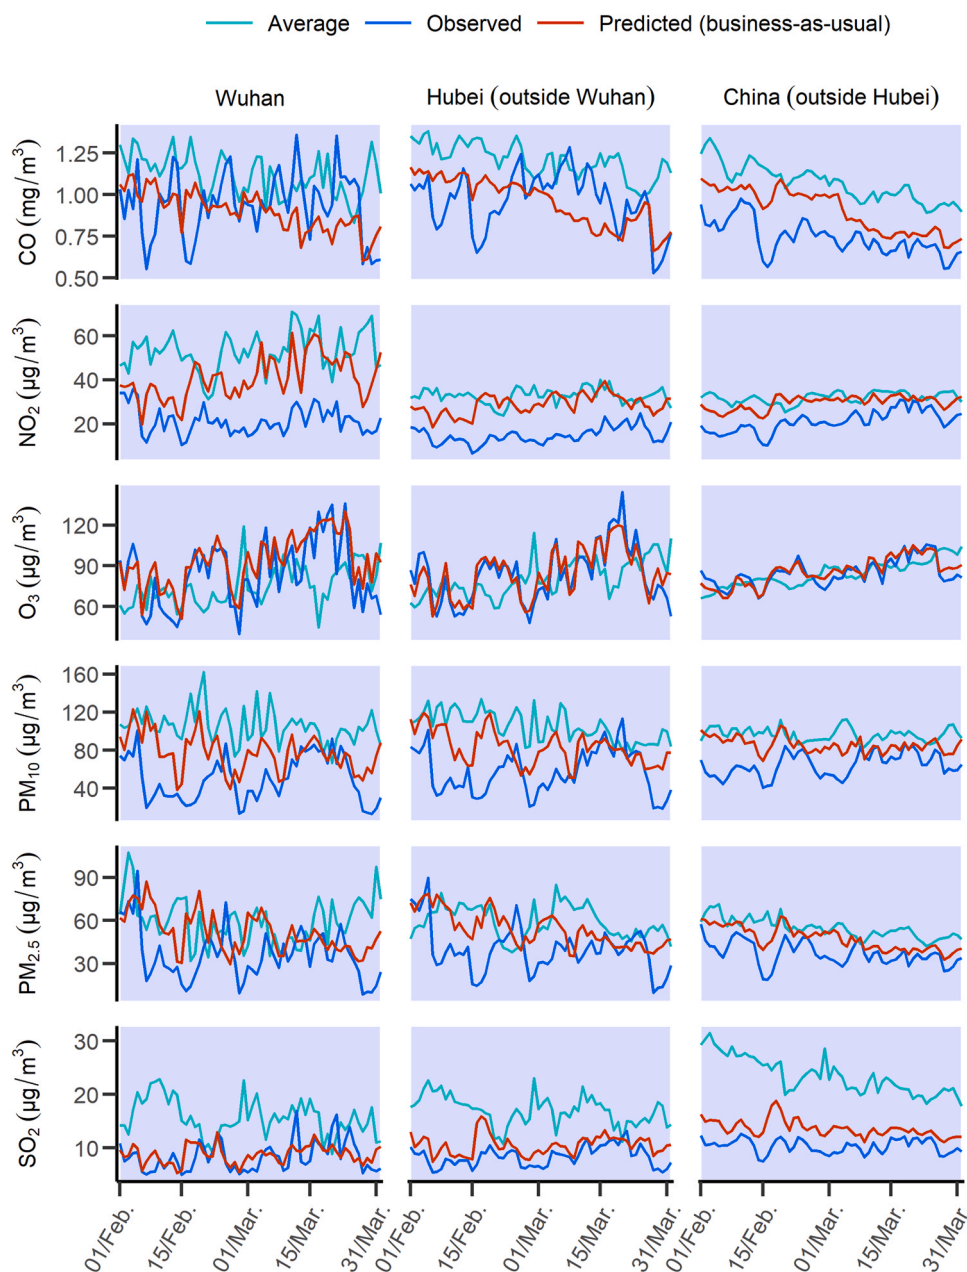 Average Observed Predicted (business-as-usual)
Wuhan Hubei (outside Wuhan) China (outside Hubei)
CO (mg/m³)
1.25
1.00
0.75
0.50
NO₂ (µg/m³)
60
40
20
O₃ (µg/m³)
120
90
60
PM₁₀ (µg/m³)
160
120
80
40
PM₂.₅ (µg/m³)
90
60
30
SO₂ (µg/m³)
30
20
10
01/Feb. 15/Feb. 01/Mar. 15/Mar. 31/Mar. 01/Feb. 15/Feb. 01/Mar. 15/Mar. 31/Mar. 01/Feb. 15/Feb. 01/Mar. 15/Mar. 31/Mar.